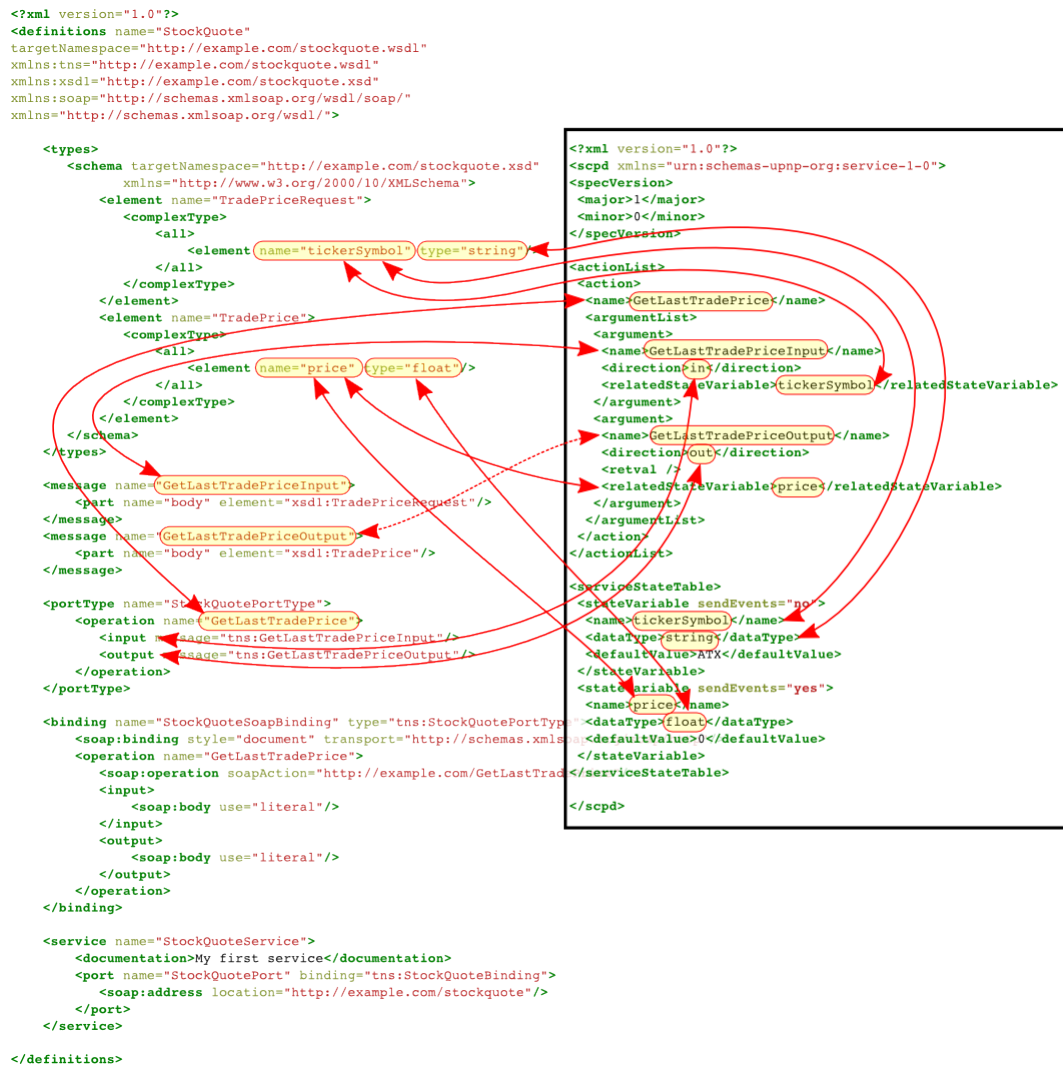 <?xml version="1.0"?>
<definitions name="StockQuote"
targetNamespace="http://example.com/stockquote.wsdl"
xmlns:tns="http://example.com/stockquote.wsdl"
xmlns:xsdl="http://example.com/stockquote.xsd"
xmlns:soap="http://schemas.xmlsoap.org/wsdl/soap/"
xmlns="http://schemas.xmlsoap.org/wsdl/">
<types>
<schema targetNamespace="http://example.com/stockquote.xsd"
xmlns="http://www.w3.org/2000/10/XMLSchema">
<element name="TradePriceRequest">
<complexType>
<all>
<element name="tickerSymbol" type="string"/>
</all>
</complexType>
</element>
<element name="TradePrice">
<complexType>
<all>
<element name="price" type="float"/>
</all>
</complexType>
</element>
</schema>
</types>
<message name="GetLastTradePriceInput">
<part name="body" element="xsdl:TradePriceRequest"/>
</message>
<message name="GetLastTradePriceOutput">
<part name="body" element="xsdl:TradePrice"/>
</message>
<portType name="StockQuotePortType">
<operation name="GetLastTradePrice">
<input message="tns:GetLastTradePriceInput"/>
<output message="tns:GetLastTradePriceOutput"/>
</operation>
</portType>
<binding name="StockQuoteSoapBinding" type="tns:StockQuotePortType">
<soap:binding style="document" transport="http://schemas.xmlsoap
<operation name="GetLastTradePrice">
<soap:operation soapAction="http://example.com/GetLastTrad
<input>
<soap:body use="literal"/>
</input>
<output>
<soap:body use="literal"/>
</output>
</operation>
</binding>
<service name="StockQuoteService">
<documentation>My first service</documentation>
<port name="StockQuotePort" binding="tns:StockQuoteBinding">
<soap:address location="http://example.com/stockquote"/>
</port>
</service>
</definitions>
<?xml version="1.0"?>
<scpd xmlns="urn:schemas-upnp-org:service-1-0">
<specVersion>
<major>1</major>
<minor>0</minor>
</specVersion>
<actionList>
<action>
<name>GetLastTradePrice</name>
<argumentList>
<argument>
<name>GetLastTradePriceInput</name>
<direction>in</direction>
<relatedStateVariable>tickerSymbol</relatedStateVariable>
</argument>
<argument>
<name>GetLastTradePriceOutput</name>
<direction>out</direction>
<retval />
<relatedStateVariable>price</relatedStateVariable>
</argument>
</argumentList>
</action>
</actionList>
<serviceStateTable>
<stateVariable sendEvents="no">
<name>tickerSymbol</name>
<dataType>string</dataType>
<defaultValue>ATX</defaultValue>
</stateVariable>
<stateVariable sendEvents="yes">
<name>price</name>
<dataType>float</dataType>
<defaultValue>0</defaultValue>
</stateVariable>
</serviceStateTable>
</scpd>